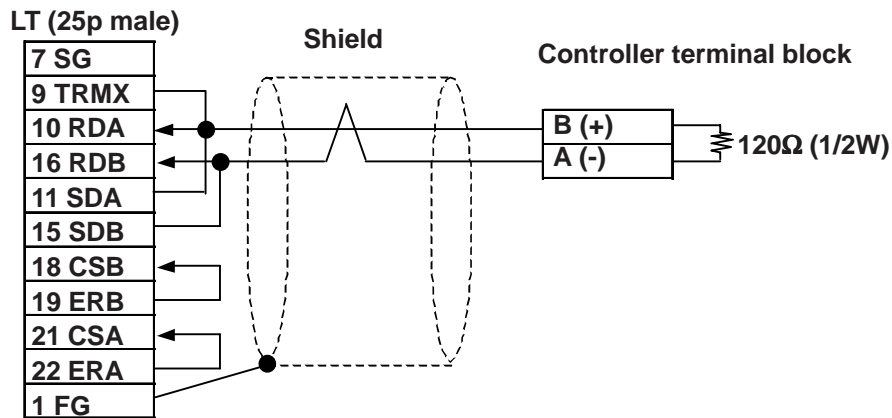 LT (25p male)
Shield
Controller terminal block
7 SG
9 TRMX
10 RDA
16 RDB
11 SDA
15 SDB
18 CSB
19 ERB
21 CSA
22 ERA
1 FG
B (+)
A (-)
120Ω (1/2W)